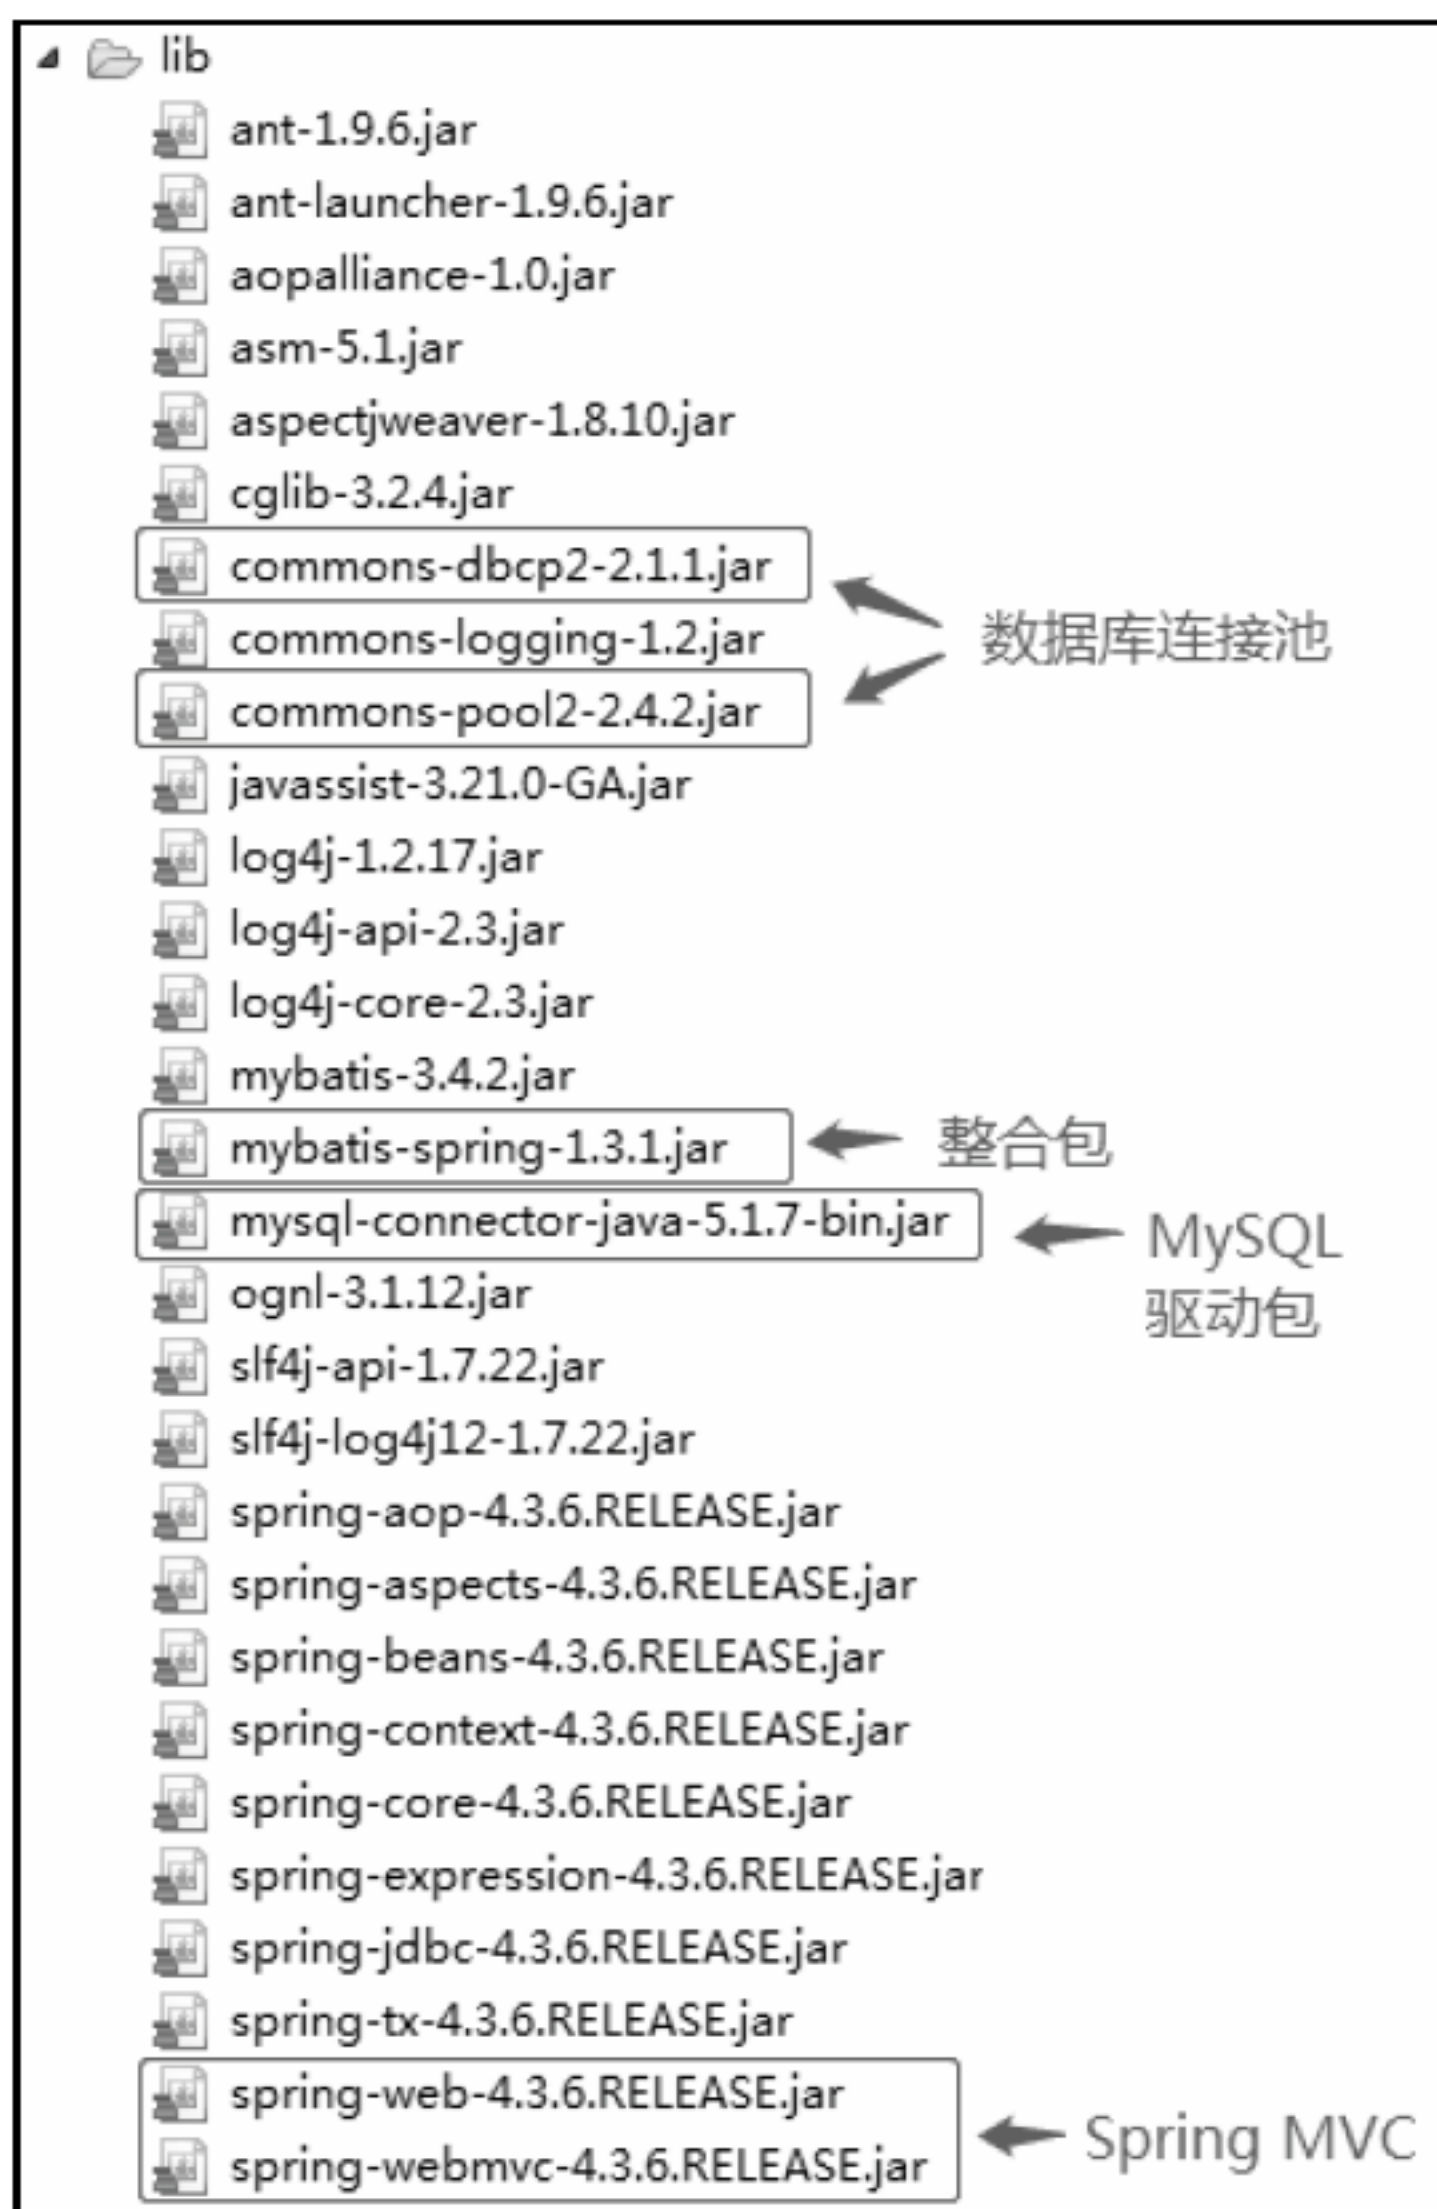 lib
ant-1.9.6.jar
ant-launcher-1.9.6.jar
aopalliance-1.0.jar
asm-5.1.jar
aspectjweaver-1.8.10.jar
cglib-3.2.4.jar
commons-dbcp2-2.1.1.jar
数据库连接池
commons-logging-1.2.jar
commons-pool2-2.4.2.jar
javassist-3.21.0-GA.jar
log4j-1.2.17.jar
log4j-api-2.3.jar
log4j-core-2.3.jar
mybatis-3.4.2.jar
mybatis-spring-1.3.1.jar
整合包
mysql-connector-java-5.1.7-bin.jar
MySQL
驱动包
ognl-3.1.12.jar
slf4j-api-1.7.22.jar
slf4j-log4j12-1.7.22.jar
spring-aop-4.3.6.RELEASE.jar
spring-aspects-4.3.6.RELEASE.jar
spring-beans-4.3.6.RELEASE.jar
spring-context-4.3.6.RELEASE.jar
spring-core-4.3.6.RELEASE.jar
spring-expression-4.3.6.RELEASE.jar
spring-jdbc-4.3.6.RELEASE.jar
spring-tx-4.3.6.RELEASE.jar
spring-web-4.3.6.RELEASE.jar
spring-webmvc-4.3.6.RELEASE.jar
Spring MVC